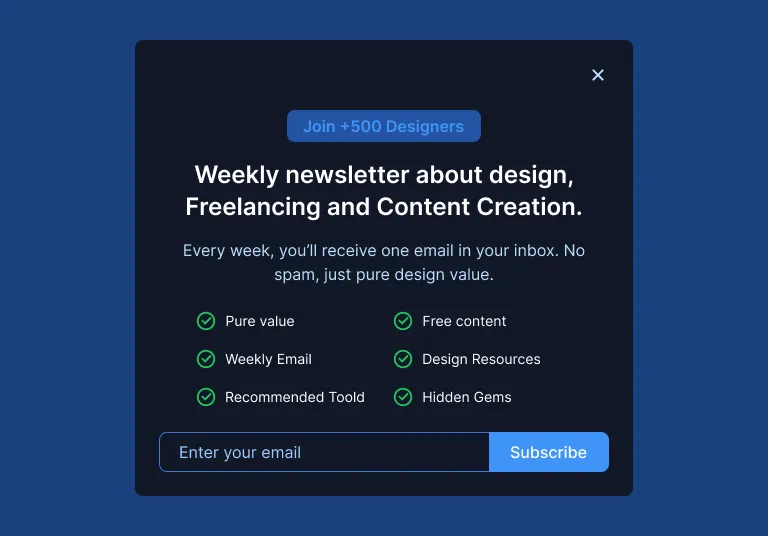 Join +500 Designers
Weekly newsletter about design,
Freelancing and Content Creation.
Every week, you’ll receive one email in your inbox. No
spam, just pure design value.
Pure value
Free content
Weekly Email
Design Resources
Recommended Toold
Hidden Gems
Enter your email
Subscribe